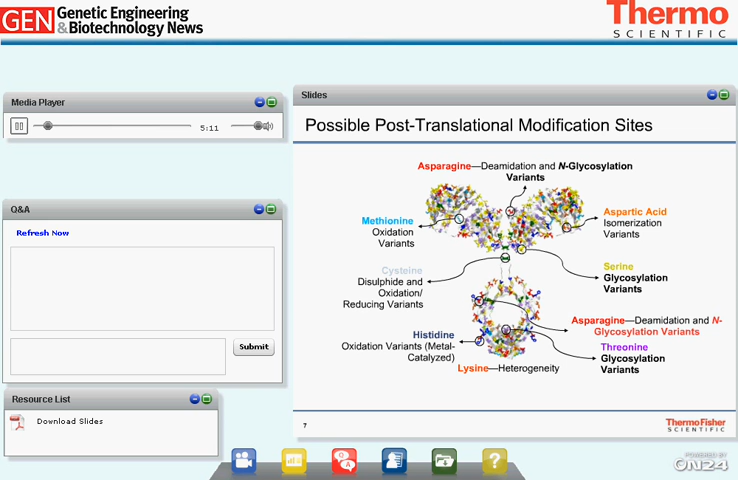 GEN Genetic Engineering
& Biotechnology News
Thermo
SCIENTIFIC
Media Player
5:11
Q&A
Refresh Now
Submit
Resource List
Download Slides
Slides
Possible Post-Translational Modification Sites
Asparagine—Deamidation and N-Glycosylation
Variants
Methionine
Oxidation
Variants
Aspartic Acid
Isomerization
Variants
Cysteine
Disulphide and
Oxidation/
Reducing Variants
Serine
Glycosylation
Variants
Asparagine—Deamidation and N-
Glycosylation Variants
Histidine
Oxidation Variants (Metal-
Catalyzed)
Threonine
Glycosylation
Variants
Lysine—Heterogeneity
7
ThermoFisher
SCIENTIFIC
Q
A
?
POWERED BY
ON24